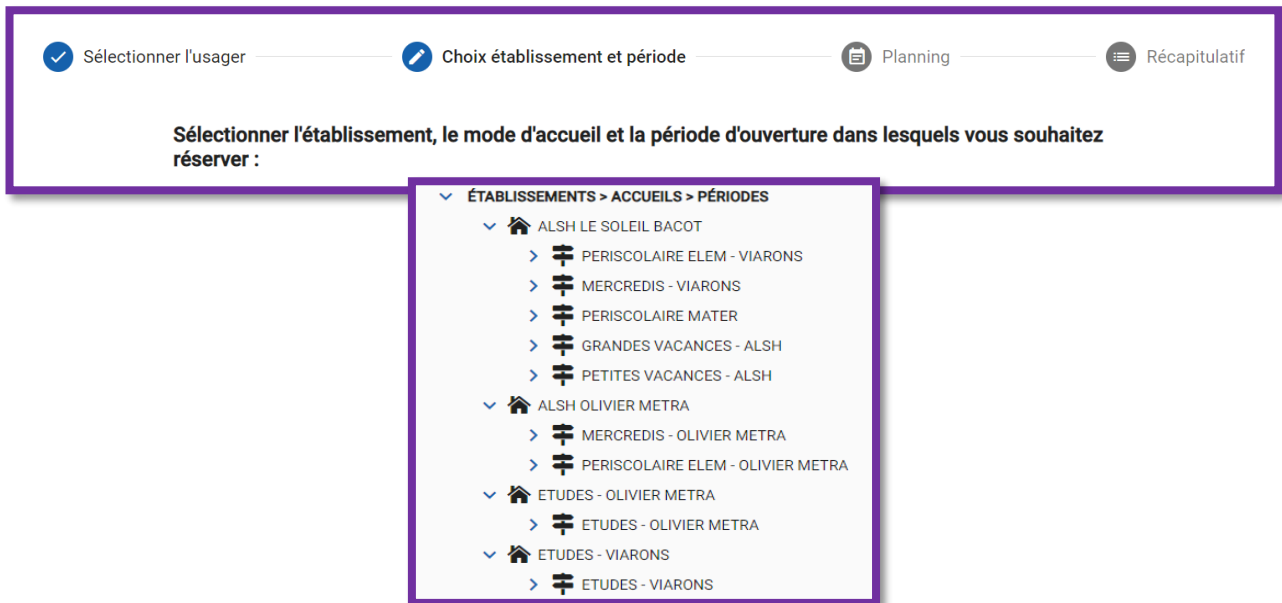 Sélectionner l'usager
Choix établissement et période
Planning
Récapitulatif
Sélectionner l'établissement, le mode d'accueil et la période d'ouverture dans lesquels vous souhaitez
réserver :
ÉTABLISSEMENTS > ACCUEILS > PÉRIODES
ALSH LE SOLEIL BACOT
PERISCOLAIRE ELEM - VIARONS
MERCREDIS - VIARONS
PERISCOLAIRE MATER
GRANDES VACANCES - ALSH
PETITES VACANCES - ALSH
ALSH OLIVIER METRA
MERCREDIS - OLIVIER METRA
PERISCOLAIRE ELEM - OLIVIER METRA
ETUDES - OLIVIER METRA
ETUDES - OLIVIER METRA
ETUDES - VIARONS
ETUDES - VIARONS